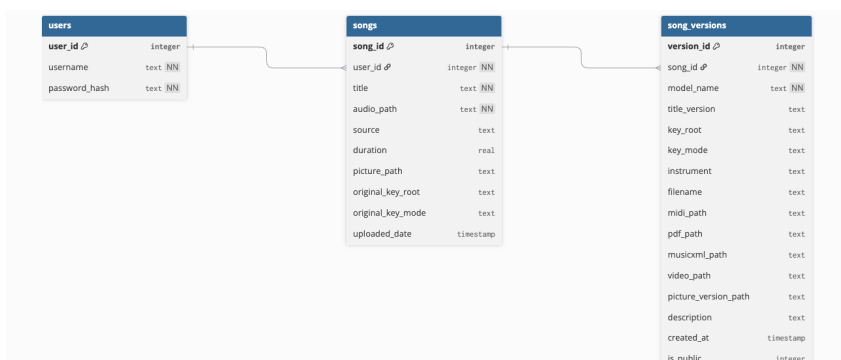 users
user_id integer
username text NN
password_hash text NN
songs
song_id integer
user_id integer NN
title text NN
audio_path text NN
source text
duration real
picture_path text
original_key_root text
original_key_mode text
uploaded_date timestamp
song_versions
version_id integer
song_id integer NN
model_name text NN
title_version text
key_root text
key_mode text
instrument text
filename text
midi_path text
pdf_path text
musicxml_path text
video_path text
picture_version_path text
description text
created_at timestamp
is_public integer